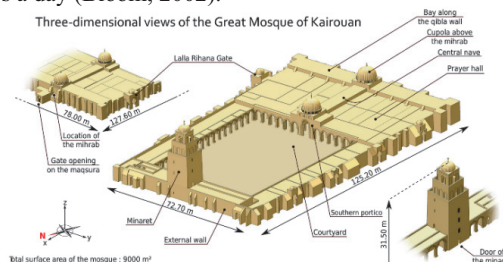 s a day (Bloom, 2002).
Three-dimensional views of the Great Mosque of Kairouan
Bay along
the qibla wall
Cupola above
the mihrab
Central nave
Prayer hall
Lalla Rihana Gate
78.00 m
127.60 m
Location of
the mihrab
Gate opening
on the maqsura
125.20 m
72.70 m
31.50 m
Southern portico
Minaret
Courtyard
External wall
Door of
z
N
x
y
Total surface area of the mosque : 9000 m²